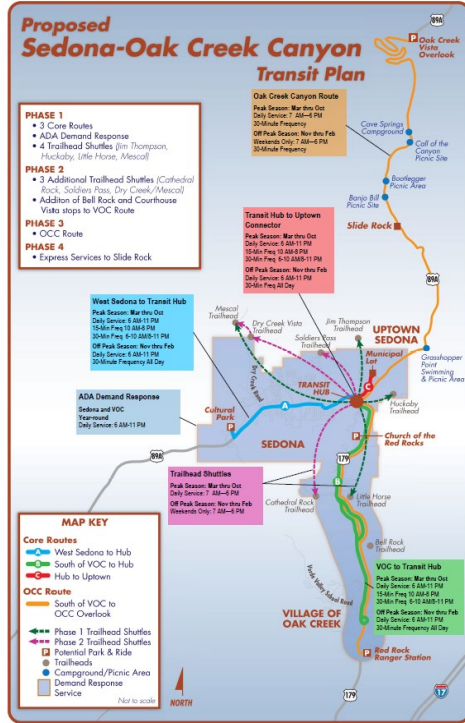 Proposed
Sedona-Oak Creek Canyon
Transit Plan
89A
Oak Creek
Vista
Overlook
PHASE 1
• 3 Core Routes
• ADA Demand Response
• 4 Trailhead Shuttles (Jim Thompson,
Huckaby, Little Horse, Mescal)
PHASE 2
• 3 Additional Trailhead Shuttles (Cathedral
Rock, Soldiers Pass, Dry Creek/Mescal)
• Additon of Bell Rock and Courthouse
Vista stops to VOC Route
PHASE 3
• OCC Route
PHASE 4
• Express Services to Slide Rock
Oak Creek Canyon Route
Peak Season: Mar thru Oct
Daily Service: 7 AM—6 PM
30-Minute Frequency
Off Peak Season: Nov thru Feb
Weekends Only: 7 AM—6 PM
30-Minute Frequency
Cave Springs
Campground
Call of the
Canyon
Picnic Site
Bootlegger
Picnic Area
Banjo Bill
Picnic Site
Slide Rock
89A
Transit Hub to Uptown
Connector
Peak Season: Mar thru Oct
Daily Service: 6 AM-11 PM
15-Min Freq 10 AM-8 PM
30-Min Freq 6-10 AM/8-11 PM
Off Peak Season: Nov thru Feb
Daily Service: 6 AM-11 PM
30-Min Freq All Day
West Sedona to Transit Hub
Peak Season: Mar thru Oct
Daily Service: 6 AM-11 PM
15-Min Freq 10 AM-8 PM
30-Min Freq 6-10 AM/8-11 PM
Off Peak Season: Nov thru Feb
Daily Service: 6 AM-11 PM
30-Minute Frequency All Day
Mescal
Trailhead
Dry Creek Vista
Trailhead
Soldiers Pass
Trailhead
Jim Thompson
Trailhead
UPTOWN
SEDONA
Municipal
Lot
Grasshopper
Point
Swimming
& Picnic Area
Dry Creek Road
TRANSIT
HUB
C
Huckaby
Trailhead
ADA Demand Response
Sedona and VOC
Year-round
Daily Service: 6 AM-11 PM
Cultural
Park
P
A
SEDONA
89A
P
Church of the
Red Rocks
179
Trailhead Shuttles
Peak Season: Mar thru Oct
Daily Service: 7 AM—6 PM
Off Peak Season: Nov thru Feb
Weekends Only: 7 AM—6 PM
B
Cathedral Rock
Trailhead
Little Horse
Trailhead
Bell Rock
Trailhead
Verde Valley School Road
VOC to Transit Hub
Peak Season: Mar thru Oct
Daily Service: 6 AM-11 PM
15-Min Freq 10 AM-8 PM
30-Min Freq 6-10 AM/8-11 PM
Off Peak Season: Nov thru Feb
Daily Service: 6 AM-11 PM
30-Minute Frequency All Day
VILLAGE OF
OAK CREEK
P
Red Rock
Ranger Station
179
17
MAP KEY
Core Routes
A West Sedona to Hub
B South of VOC to Hub
C Hub to Uptown
OCC Route
South of VOC to
OCC Overlook
Phase 1 Trailhead Shuttles
Phase 2 Trailhead Shuttles
P Potential Park & Ride
Trailheads
Campground/Picnic Area
Demand Response
Service
Not to scale
NORTH